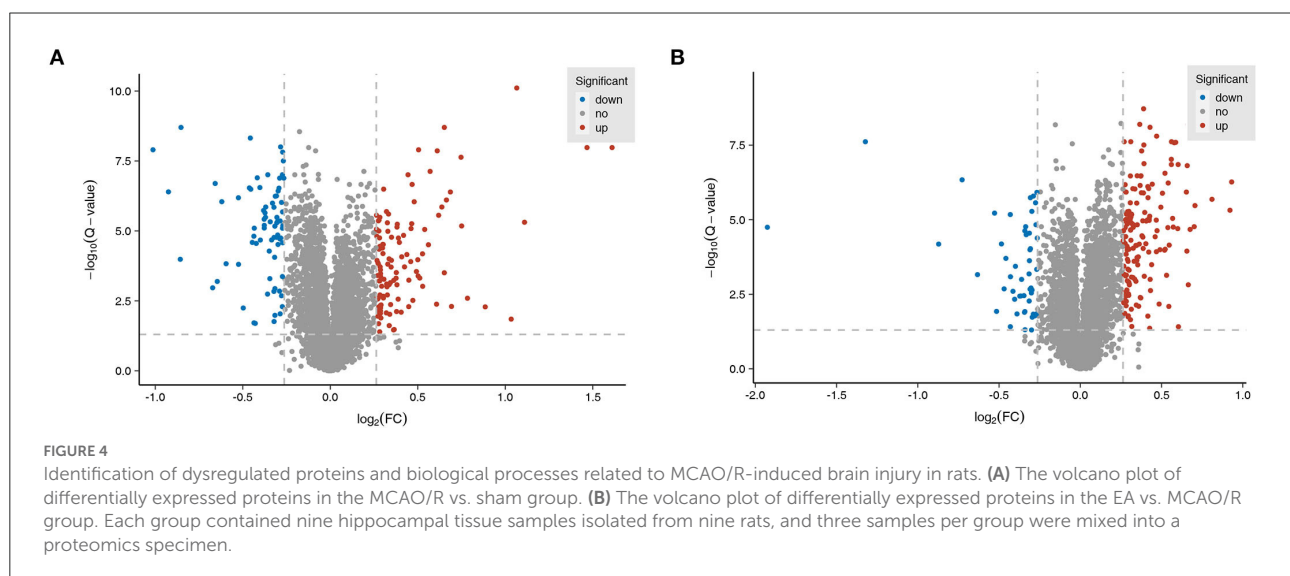 A
Significant
down
no
up
10.0
7.5
5.0
2.5
0.0
−log10(Q−value)
-1.0
-0.5
0.0
0.5
1.0
1.5
log2(FC)
B
Significant
down
no
up
7.5
5.0
2.5
0.0
−log10(Q−value)
-2.0
-1.5
-1.0
-0.5
0.0
0.5
1.0
log2(FC)
FIGURE 4
Identification of dysregulated proteins and biological processes related to MCAO/R-induced brain injury in rats. (A) The volcano plot of
differentially expressed proteins in the MCAO/R vs. sham group. (B) The volcano plot of differentially expressed proteins in the EA vs. MCAO/R
group. Each group contained nine hippocampal tissue samples isolated from nine rats, and three samples per group were mixed into a
proteomics specimen.